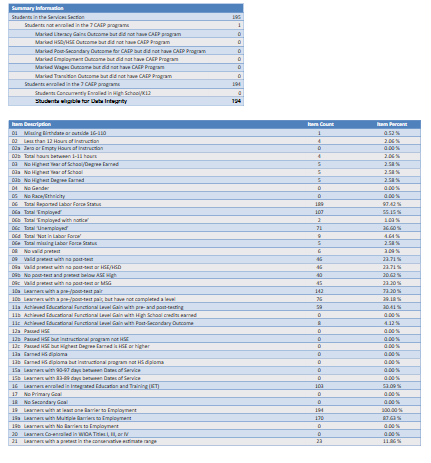 Summary Information
Students in the Services Section 195
Students not enrolled in the 7 CAEP programs 1
Marked Literacy Gains Outcome but did not have CAEP program 0
Marked HSD/HSE Outcome but did not have CAEP Program 0
Marked Post-Secondary Outcome for CAEP but did not have CAEP Program 0
Marked Employment Outcome but did not have CAEP Program 0
Marked Wages Outcome but did not have CAEP Program 0
Marked Transition Outcome but did not have CAEP Program 0
Students enrolled in the 7 CAEP programs 194
Students Concurrently Enrolled in High School/K12 0
Students eligible for Data Integrity 194
Item Description Item Count Item Percent
01 Missing Birthdate or outside 16-110 1 0.52 %
02 Less than 12 Hours of Instruction 4 2.06 %
02a Zero or Empty Hours of Instruction 0 0.00 %
02b Total hours between 1-11 hours 4 2.06 %
03 No Highest Year of School/Degree Earned 5 2.58 %
03a No Highest Year of School 5 2.58 %
03b No Highest Degree Earned 5 2.58 %
04 No Gender 0 0.00 %
05 No Race/Ethnicity 0 0.00 %
06 Total Reported Labor Force Status 189 97.42 %
06a Total 'Employed' 107 55.15 %
06b Total 'Employed with notice' 2 1.03 %
06c Total 'Unemployed' 71 36.60 %
06d Total 'Not in Labor Force' 9 4.64 %
06e Total missing Labor Force Status 5 2.58 %
08 No valid pretest 6 3.09 %
09 Valid pretest with no post-test 46 23.71 %
09a Valid pretest with no post-test or HSE/HSD 46 23.71 %
09b No post-test and pretest below ASE High 40 20.62 %
09c Valid pretest with no post-test or MSG 45 23.20 %
10a Learners with a pre-/post-test pair 142 73.20 %
10b Learners with a pre-/post-test pair, but have not completed a level 76 39.18 %
11a Achieved Educational Functional Level Gain with pre- and post-testing 59 30.41 %
11b Achieved Educational Functional Level Gain with High School credits earned 0 0.00 %
11c Achieved Educational Functional Level Gain with Post-Secondary Outcome 8 4.12 %
12a Passed HSE 0 0.00 %
12b Passed HSE but Instructional program not HSE 0 0.00 %
12c Passed HSE but Highest Degree Earned is HSE or higher 0 0.00 %
13a Earned HS diploma 0 0.00 %
13b Earned HS diploma but instructional program not HS diploma 0 0.00 %
15a Learners with 90-97 days between Dates of Service 0 0.00 %
15b Learners with 83-89 days between Dates of Service 0 0.00 %
16 Learners enrolled in Integrated Education and Training (IET) 103 53.09 %
17 No Primary Goal 0 0.00 %
18 No Secondary Goal 0 0.00 %
19 Learners with at least one Barrier to Employment 194 100.00 %
19a Learners with Multiple Barriers to Employment 170 87.63 %
19b Learners with No Barriers to Employment 0 0.00 %
20 Learners Co-enrolled in WIOA Titles I, III, or IV 0 0.00 %
21 Learners with a pretest in the conservative estimate range 23 11.86 %